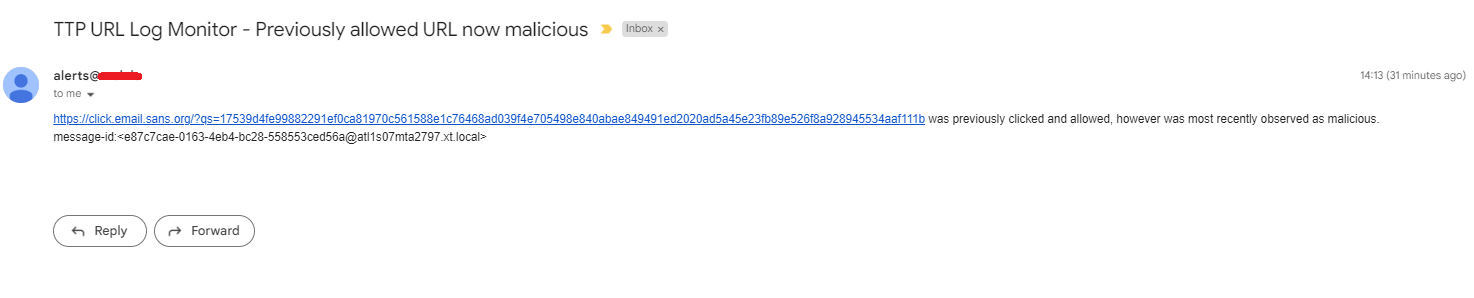 TTP URL Log Monitor - Previously allowed URL now malicious Inbox x
alerts@
14:13 (31 minutes ago)
to me
https://click.email.sans.org/?qs=17539d4fe99882291ef0ca81970c561588e1c76468ad039f4e705498e840abae849491ed2020ad5a45e23fb89e526f8a928945534aaf111b was previously clicked and allowed, however was most recently observed as malicious.
message-id:<e87c7cae-0163-4eb4-bc28-558553ced56a@atl1s07mta2797.xt.local>
Reply Forward